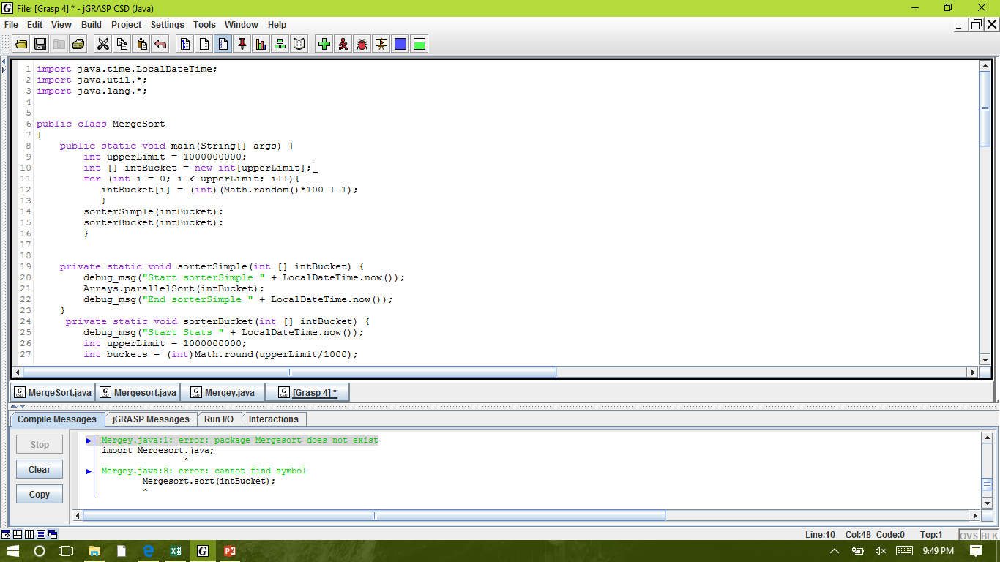 File: [Grasp 4] * - jGRASP CSD (Java)
File Edit View Build Project Settings Tools Window Help
1 import java.time.LocalDateTime;
2 import java.util.*;
3 import java.lang.*;
4
5
6 public class MergeSort
7 {
8 public static void main(String[] args) {
9 int upperLimit = 1000000000;
10 int [] intBucket = new int[upperLimit];
11 for (int i = 0; i < upperLimit; i++){
12 intBucket[i] = (int)(Math.random()*100 + 1);
13 }
14 sorterSimple(intBucket);
15 sorterBucket(intBucket);
16 }
17
18
19 private static void sorterSimple(int [] intBucket) {
20 debug_msg("Start sorterSimple " + LocalDateTime.now());
21 Arrays.parallelSort(intBucket);
22 debug_msg("End sorterSimple " + LocalDateTime.now());
23 }
24 private static void sorterBucket(int [] intBucket) {
25 debug_msg("Start Stats " + LocalDateTime.now());
26 int upperLimit = 1000000000;
27 int buckets = (int)Math.round(upperLimit/1000);
MergeSort.java Mergesort.java Mergey.java [Grasp 4] *
Compile Messages jGRASP Messages Run I/O Interactions
Stop
Clear
Copy
Mergey.java:1: error: package Mergesort does not exist
import Mergesort.java;
^
Mergey.java:8: error: cannot find symbol
Mergesort.sort(intBucket);
^
Line:10 Col:48 Code:0 Top:1 OVS BLK
9:49 PM